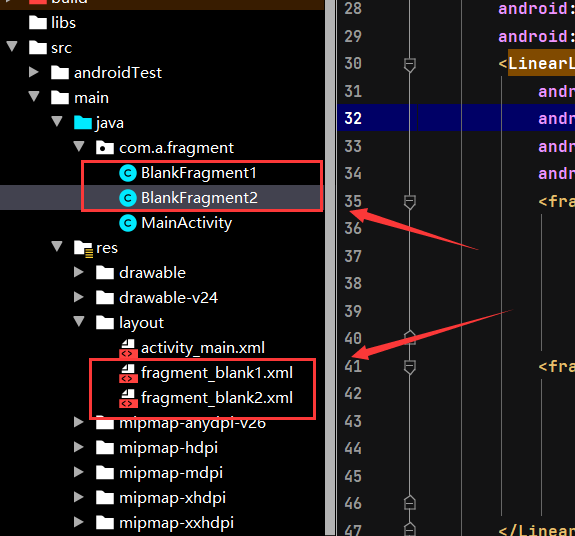 build
libs
src
androidTest
main
java
com.a.fragment
BlankFragment1
BlankFragment2
MainActivity
res
drawable
drawable-v24
layout
activity_main.xml
fragment_blank1.xml
fragment_blank2.xml
mipmap-anydpi-v26
mipmap-hdpi
mipmap-mdpi
mipmap-xhdpi
mipmap-xxhdpi
28 android:
29 android:
30 <LinearL
31 andr
32 andr
33 andr
34 andr
35 <fra
36
37
38
39
40
41 <fra
42
43
44
45
46
47 </Linear